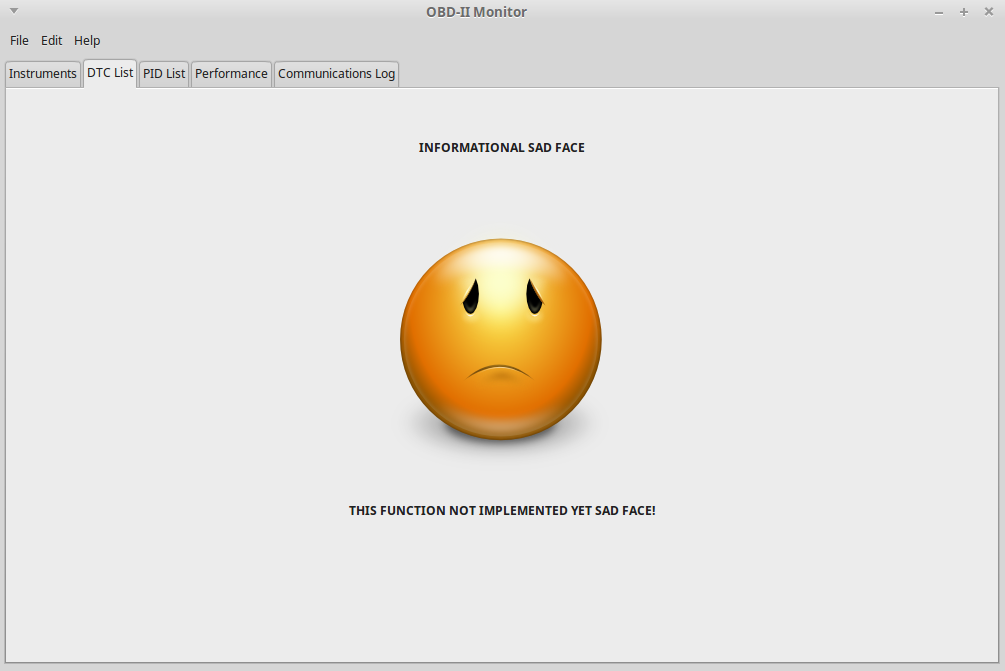 OBD-II Monitor
File Edit Help
Instruments DTC List PID List Performance Communications Log
INFORMATIONAL SAD FACE
THIS FUNCTION NOT IMPLEMENTED YET SAD FACE!